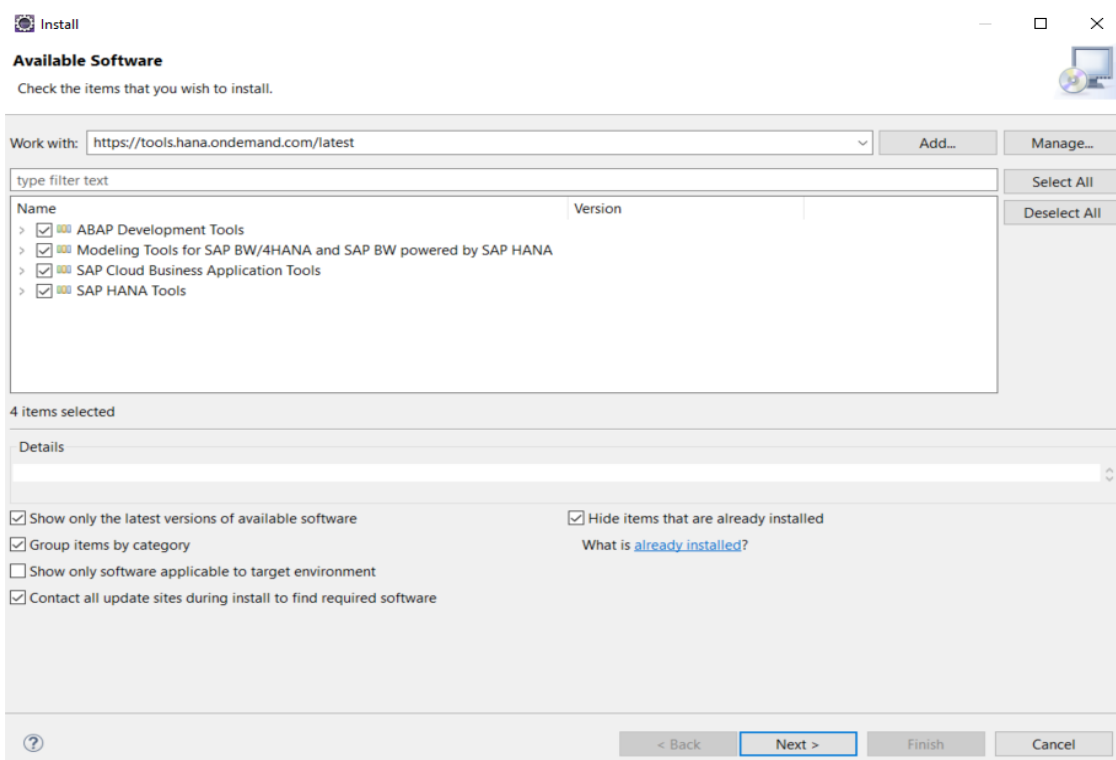 Install
Available Software
Check the items that you wish to install.
Work with: https://tools.hana.ondemand.com/latest Add... Manage...
type filter text Select All
Name Version Deselect All
ABAP Development Tools
Modeling Tools for SAP BW/4HANA and SAP BW powered by SAP HANA
SAP Cloud Business Application Tools
SAP HANA Tools
4 items selected
Details
Show only the latest versions of available software Hide items that are already installed
Group items by category What is already installed?
Show only software applicable to target environment
Contact all update sites during install to find required software
? < Back Next > Finish Cancel